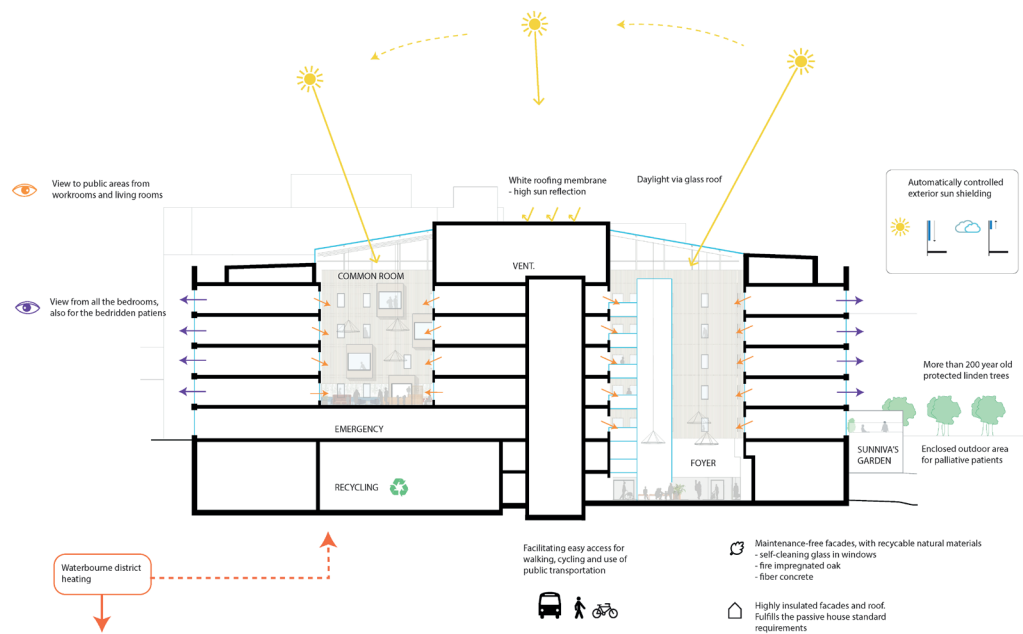 View to public areas from
workrooms and living rooms
White roofing membrane
- high sun reflection
Daylight via glass roof
Automatically controlled
exterior sun shielding
COMMON ROOM
VENT.
View from all the bedrooms,
also for the bedridden patiens
More than 200 year old
protected linden trees
EMERGENCY
SUNNIVA'S
GARDEN
Enclosed outdoor area
for palliative patients
FOYER
RECYCLING
Waterbourne district
heating
Facilitating easy access for
walking, cycling and use of
public transportation
Maintenance-free facades, with recycable natural materials
- self-cleaning glass in windows
- fire impregnated oak
- fiber concrete
Highly insulated facades and roof.
Fulfills the passive house standard
requirements